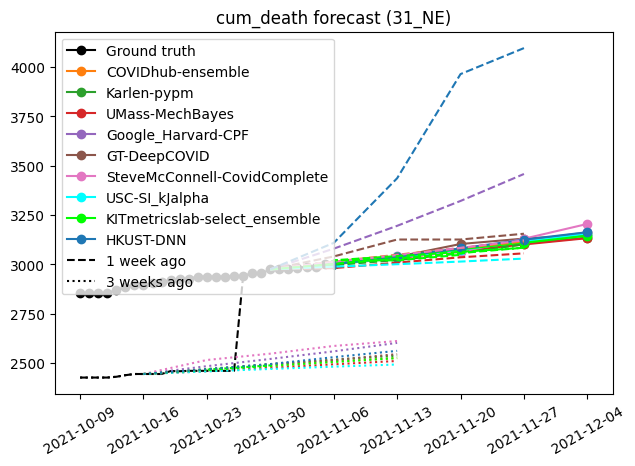 cum_death forecast (31_NE)
4000
3750
3500
3250
3000
2750
2500
Ground truth
COVIDhub-ensemble
Karlen-pypm
UMass-MechBayes
Google_Harvard-CPF
GT-DeepCOVID
SteveMcConnell-CovidComplete
USC-SI_kJalpha
KITmetricslab-select_ensemble
HKUST-DNN
1 week ago
3 weeks ago
2021-10-09
2021-10-16
2021-10-23
2021-10-30
2021-11-06
2021-11-13
2021-11-20
2021-11-27
2021-12-04